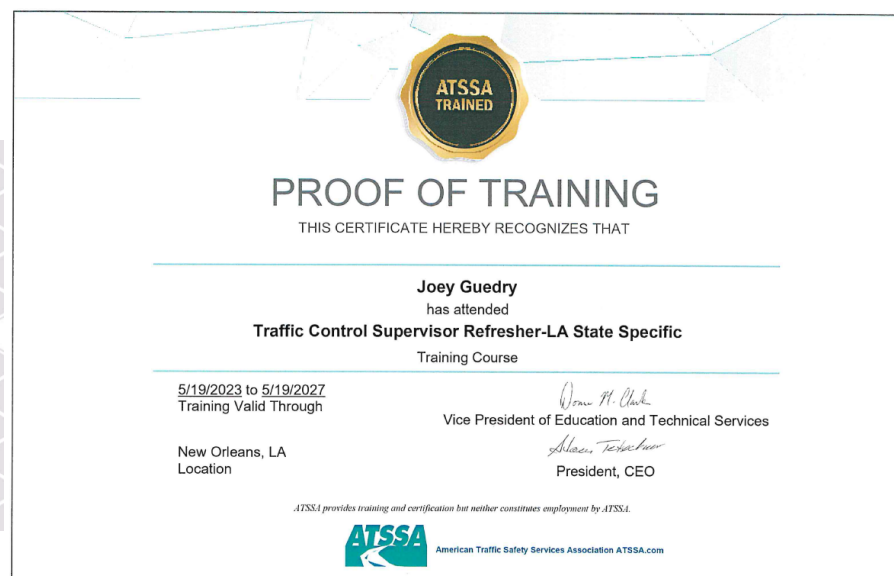 ATSSA
TRAINED
PROOF OF TRAINING
THIS CERTIFICATE HEREBY RECOGNIZES THAT
Joey Guedry
has attended
Traffic Control Supervisor Refresher-LA State Specific
Training Course
5/19/2023 to 5/19/2027
Training Valid Through
Vice President of Education and Technical Services
New Orleans, LA
Location
President, CEO
ATSSA provides training and certification but neither constitutes employment by ATSSA.
ATSSA
American Traffic Safety Services Association ATSSA.com